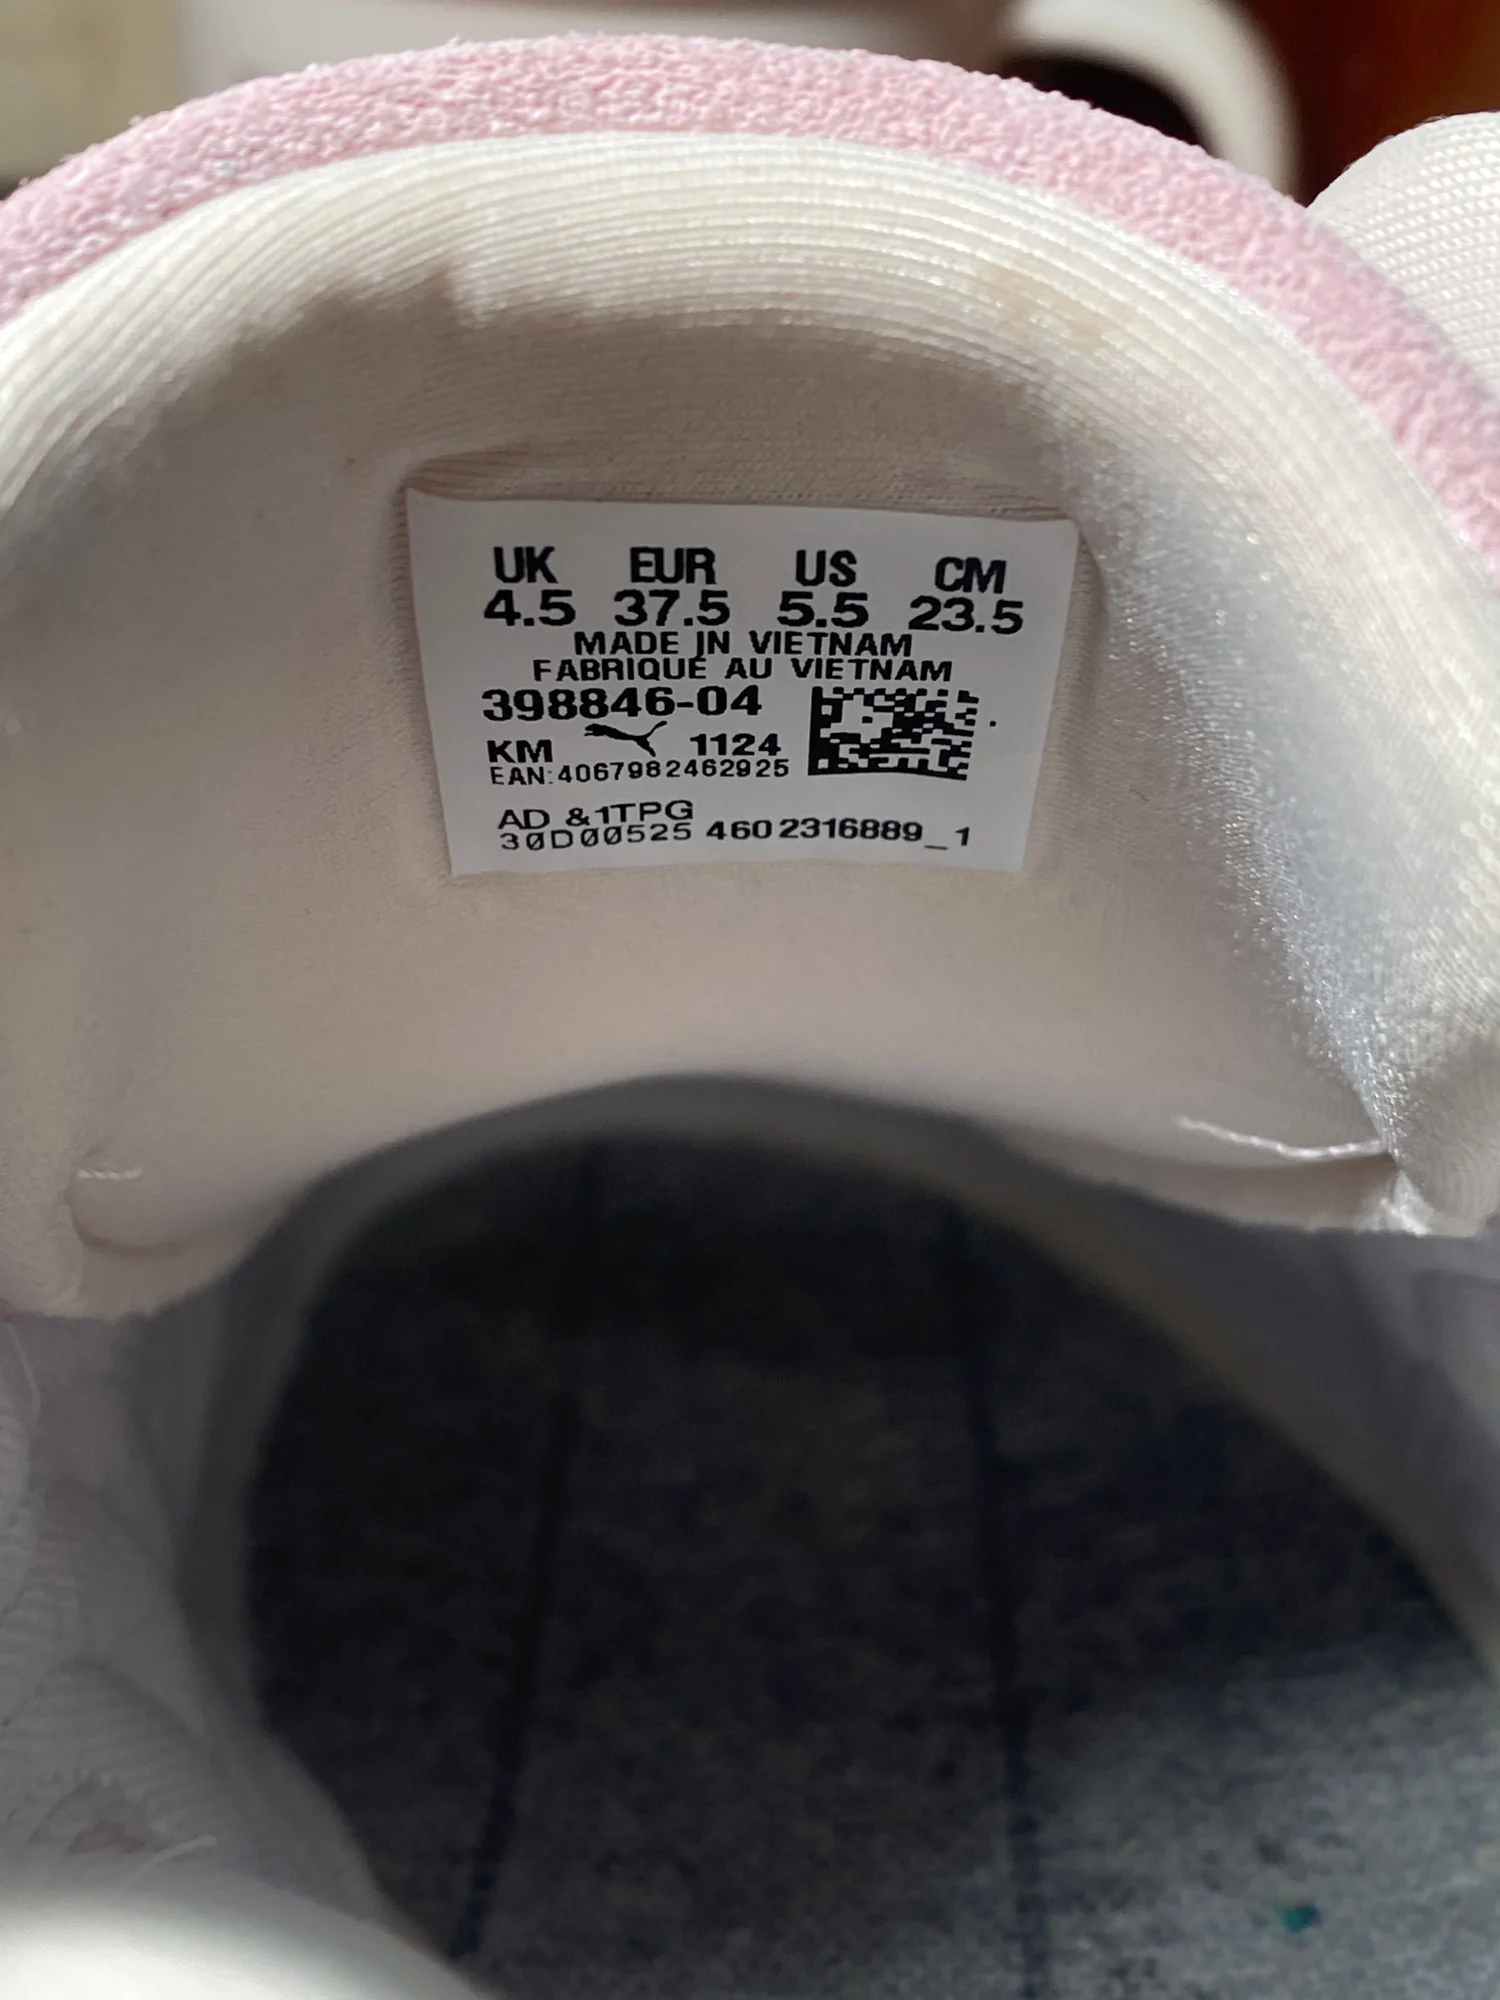 UK EUR US CM
4.5 37.5 5.5 23.5
MADE IN VIETNAM
FABRIQUÉ AU VIETNAM
398846-04
KM 1124
EAN:4067982462925
AD &1TPG
30D00525 4602316889_1